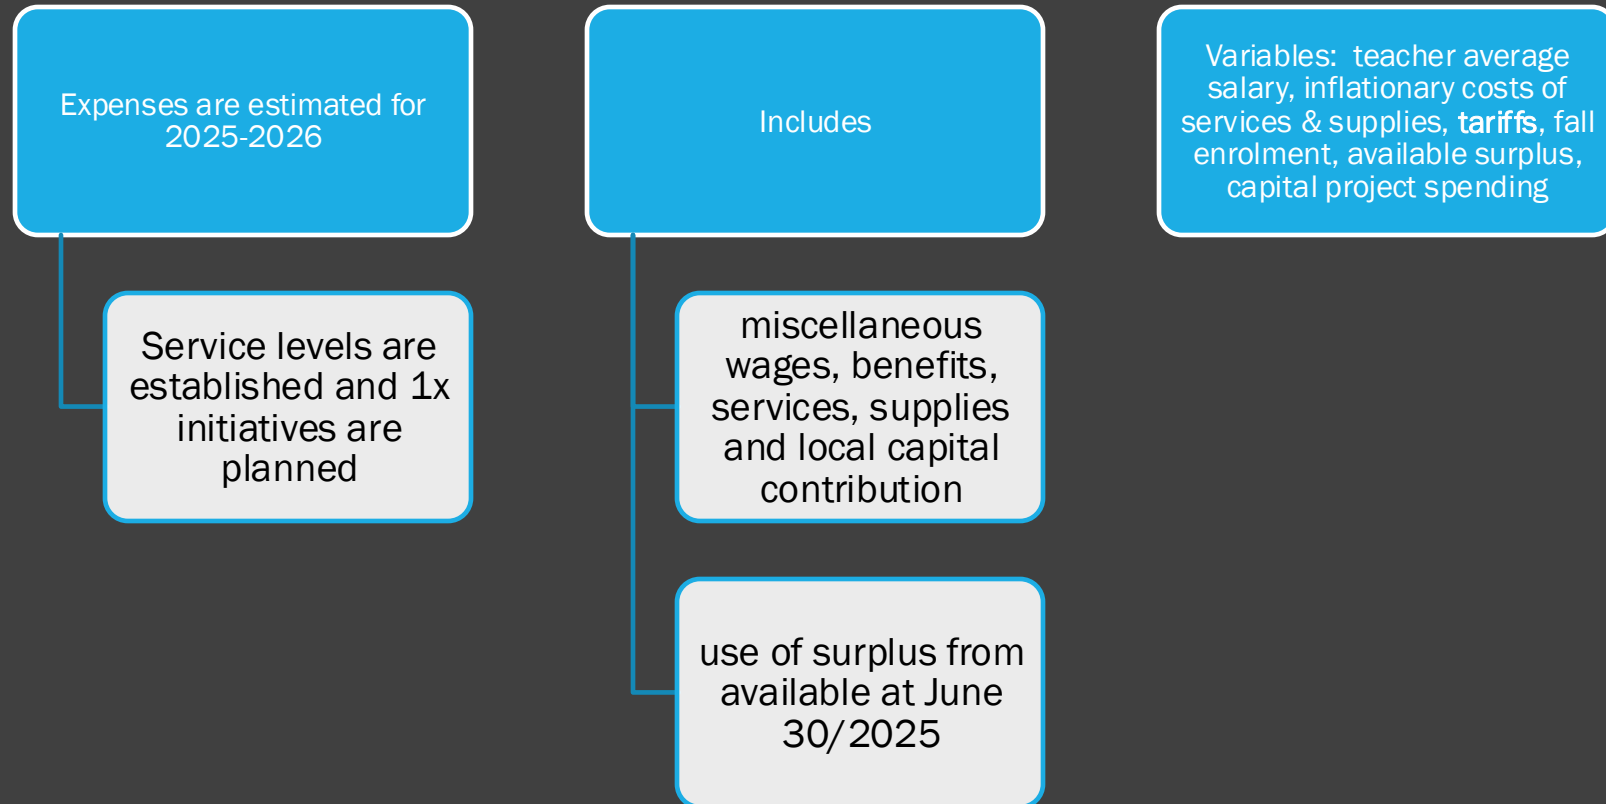 Expenses are estimated for
2025-2026
Service levels are
established and 1x
initiatives are
planned
Includes
miscellaneous
wages, benefits,
services, supplies
and local capital
contribution
use of surplus from
available at June
30/2025
Variables: teacher average
salary, inflationary costs of
services & supplies, tariffs, fall
enrolment, available surplus,
capital project spending